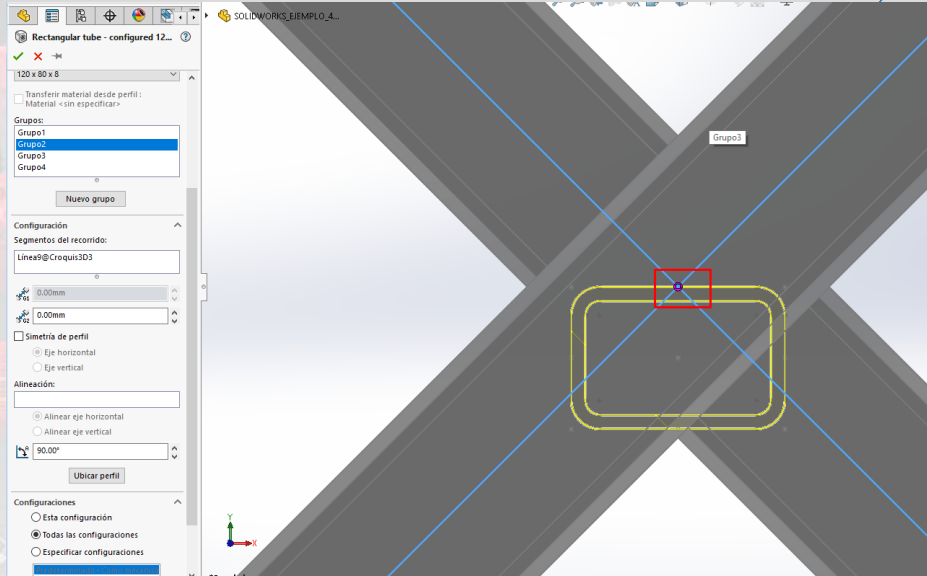 SOLIDWORKS_EJEMPLO_4...
Rectangular tube - configured 12...
120 x 80 x 8
Transferir material desde perfil :
Material <sin especificar>
Grupos:
Grupo1
Grupo2
Grupo3
Grupo4
Nuevo grupo
Configuración
Segmentos del recorrido:
Línea9@Croquis3D3
G1
0.00mm
G2
0.00mm
Simetría de perfil
Eje horizontal
Eje vertical
Alineación:
Alinear eje horizontal
Alinear eje vertical
90.00°
Ubicar perfil
Configuraciones
Esta configuración
Todas las configuraciones
Especificar configuraciones
Grupo3
Y
X